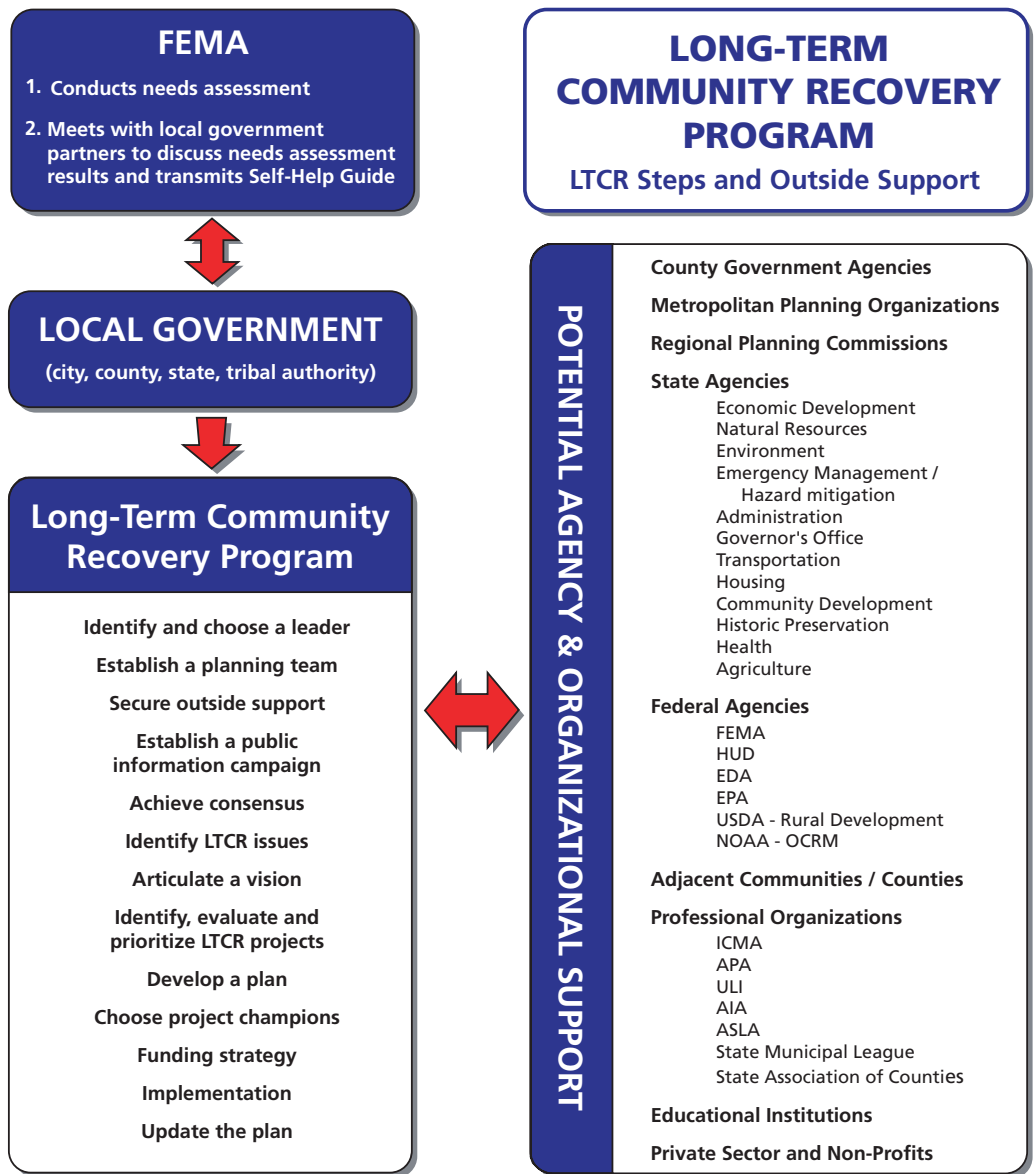 FEMA
1. Conducts needs assessment
2. Meets with local government
partners to discuss needs assessment
results and transmits Self-Help Guide
LOCAL GOVERNMENT
(city, county, state, tribal authority)
Long-Term Community
Recovery Program
Identify and choose a leader
Establish a planning team
Secure outside support
Establish a public
information campaign
Achieve consensus
Identify LTCR issues
Articulate a vision
Identify, evaluate and
prioritize LTCR projects
Develop a plan
Choose project champions
Funding strategy
Implementation
Update the plan
LONG-TERM
COMMUNITY RECOVERY
PROGRAM
LTCR Steps and Outside Support
POTENTIAL AGENCY & ORGANIZATIONAL SUPPORT
County Government Agencies
Metropolitan Planning Organizations
Regional Planning Commissions
State Agencies
Economic Development
Natural Resources
Environment
Emergency Management /
Hazard mitigation
Administration
Governor's Office
Transportation
Housing
Community Development
Historic Preservation
Health
Agriculture
Federal Agencies
FEMA
HUD
EDA
EPA
USDA - Rural Development
NOAA - OCRM
Adjacent Communities / Counties
Professional Organizations
ICMA
APA
ULI
AIA
ASLA
State Municipal League
State Association of Counties
Educational Institutions
Private Sector and Non-Profits